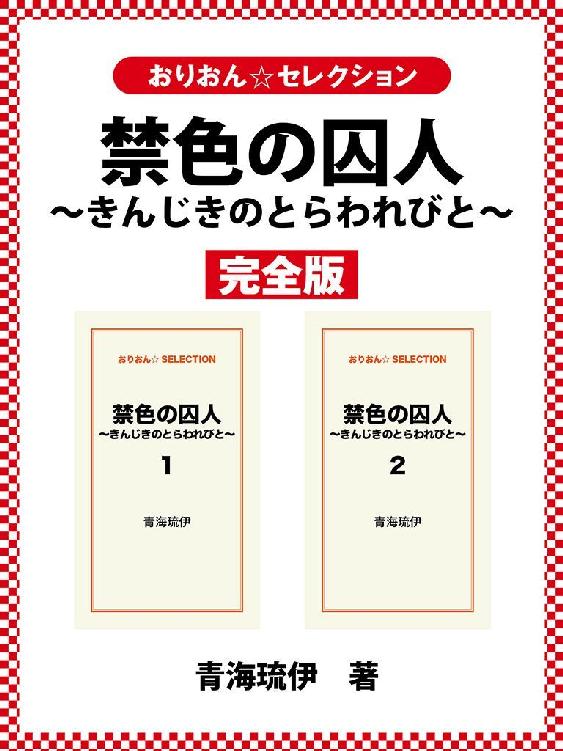 おりおん☆セレクション
禁色の囚人
～きんじきのとらわれびと～
完全版
おりおん☆ SELECTION
禁色の囚人
～きんじきのとらわれびと～
1
青海琉伊
おりおん☆ SELECTION
禁色の囚人
～きんじきのとらわれびと～
2
青海琉伊
青海琉伊　著